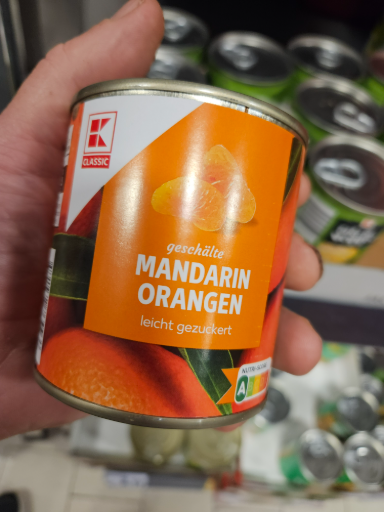 K
CLASSIC
geschälte
MANDARIN
ORANGEN
leicht gezuckert
NUTRI-SCORE
A